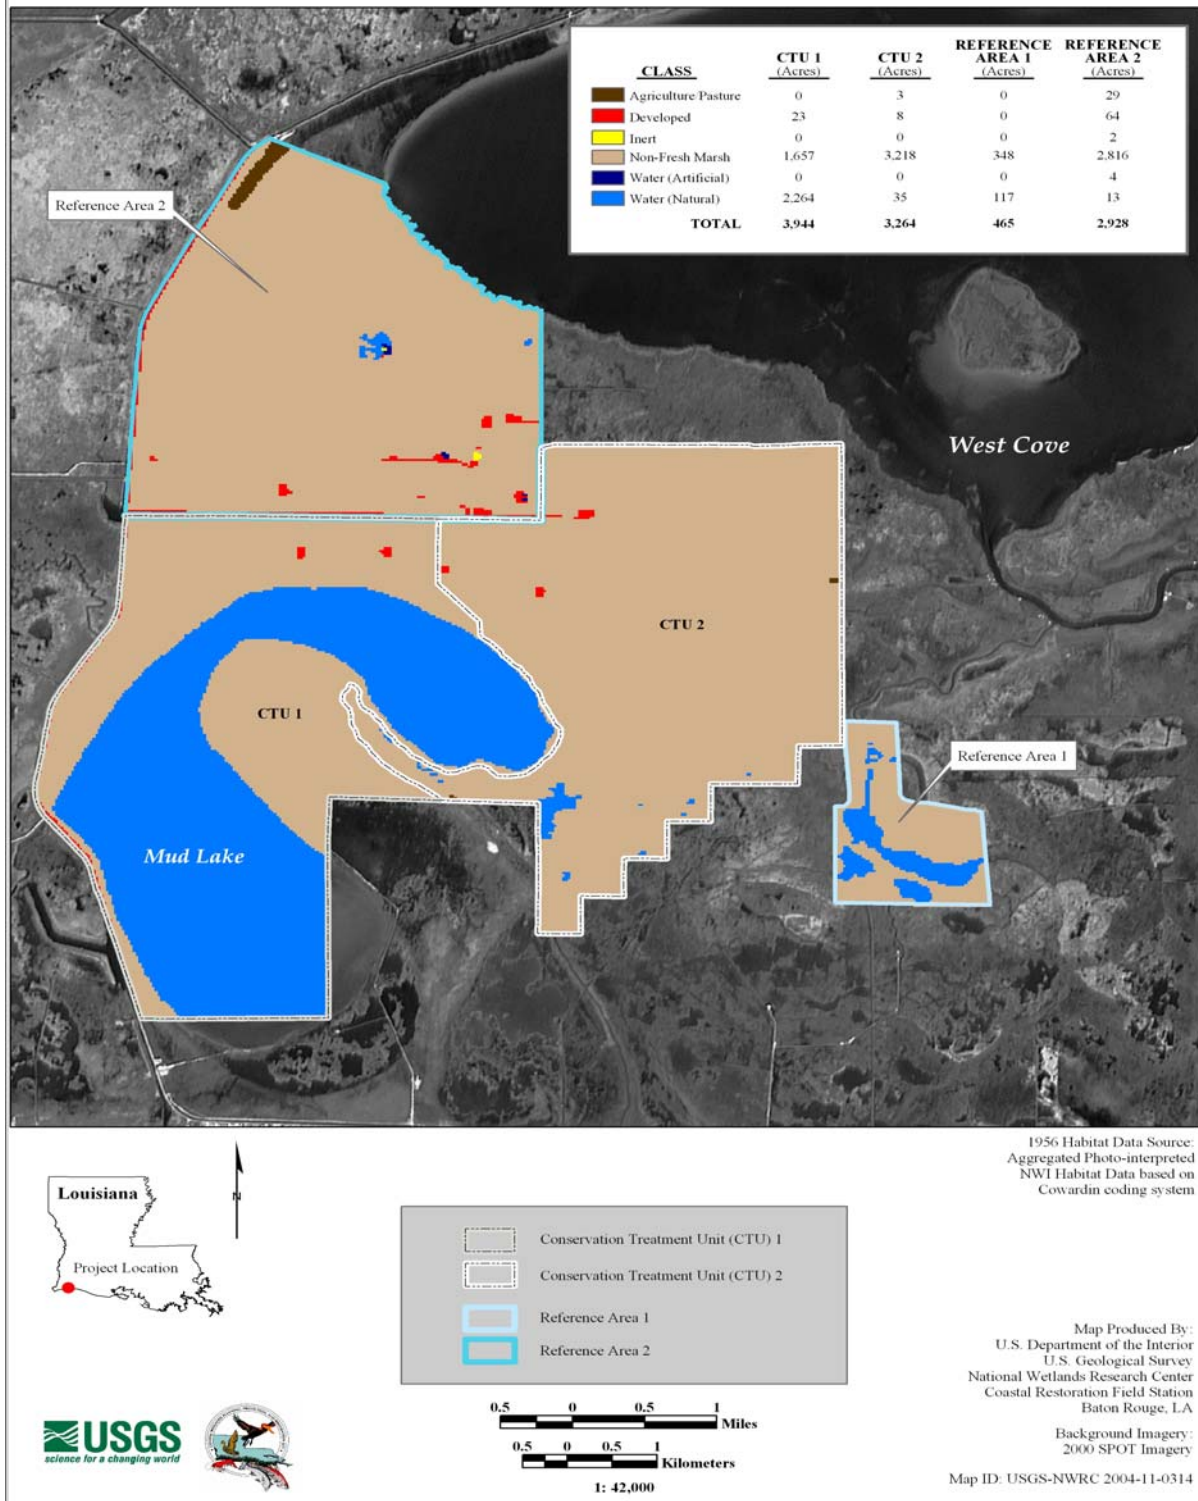 CLASS CTU 1 (Acres) CTU 2 (Acres) REFERENCE AREA 1 (Acres) REFERENCE AREA 2 (Acres)
Agriculture/Pasture 0 3 0 29
Developed 23 8 0 64
Inert 0 0 0 2
Non-Fresh Marsh 1,657 3,218 348 2,816
Water (Artificial) 0 0 0 4
Water (Natural) 2,264 35 117 13
TOTAL 3,944 3,264 465 2,928
Reference Area 2
West Cove
CTU 2
CTU 1
Reference Area 1
Mud Lake
1956 Habitat Data Source:
Aggregated Photo-interpreted
NWI Habitat Data based on
Cowardin coding system
Louisiana
Project Location
N
Conservation Treatment Unit (CTU) 1
Conservation Treatment Unit (CTU) 2
Reference Area 1
Reference Area 2
Map Produced By:
U.S. Department of the Interior
U.S. Geological Survey
National Wetlands Research Center
Coastal Restoration Field Station
Baton Rouge, LA
Background Imagery:
2000 SPOT Imagery
Map ID: USGS-NWRC 2004-11-0314
USGS
science for a changing world
0.5 0 0.5 1
Miles
0.5 0 0.5 1
Kilometers
1: 42,000